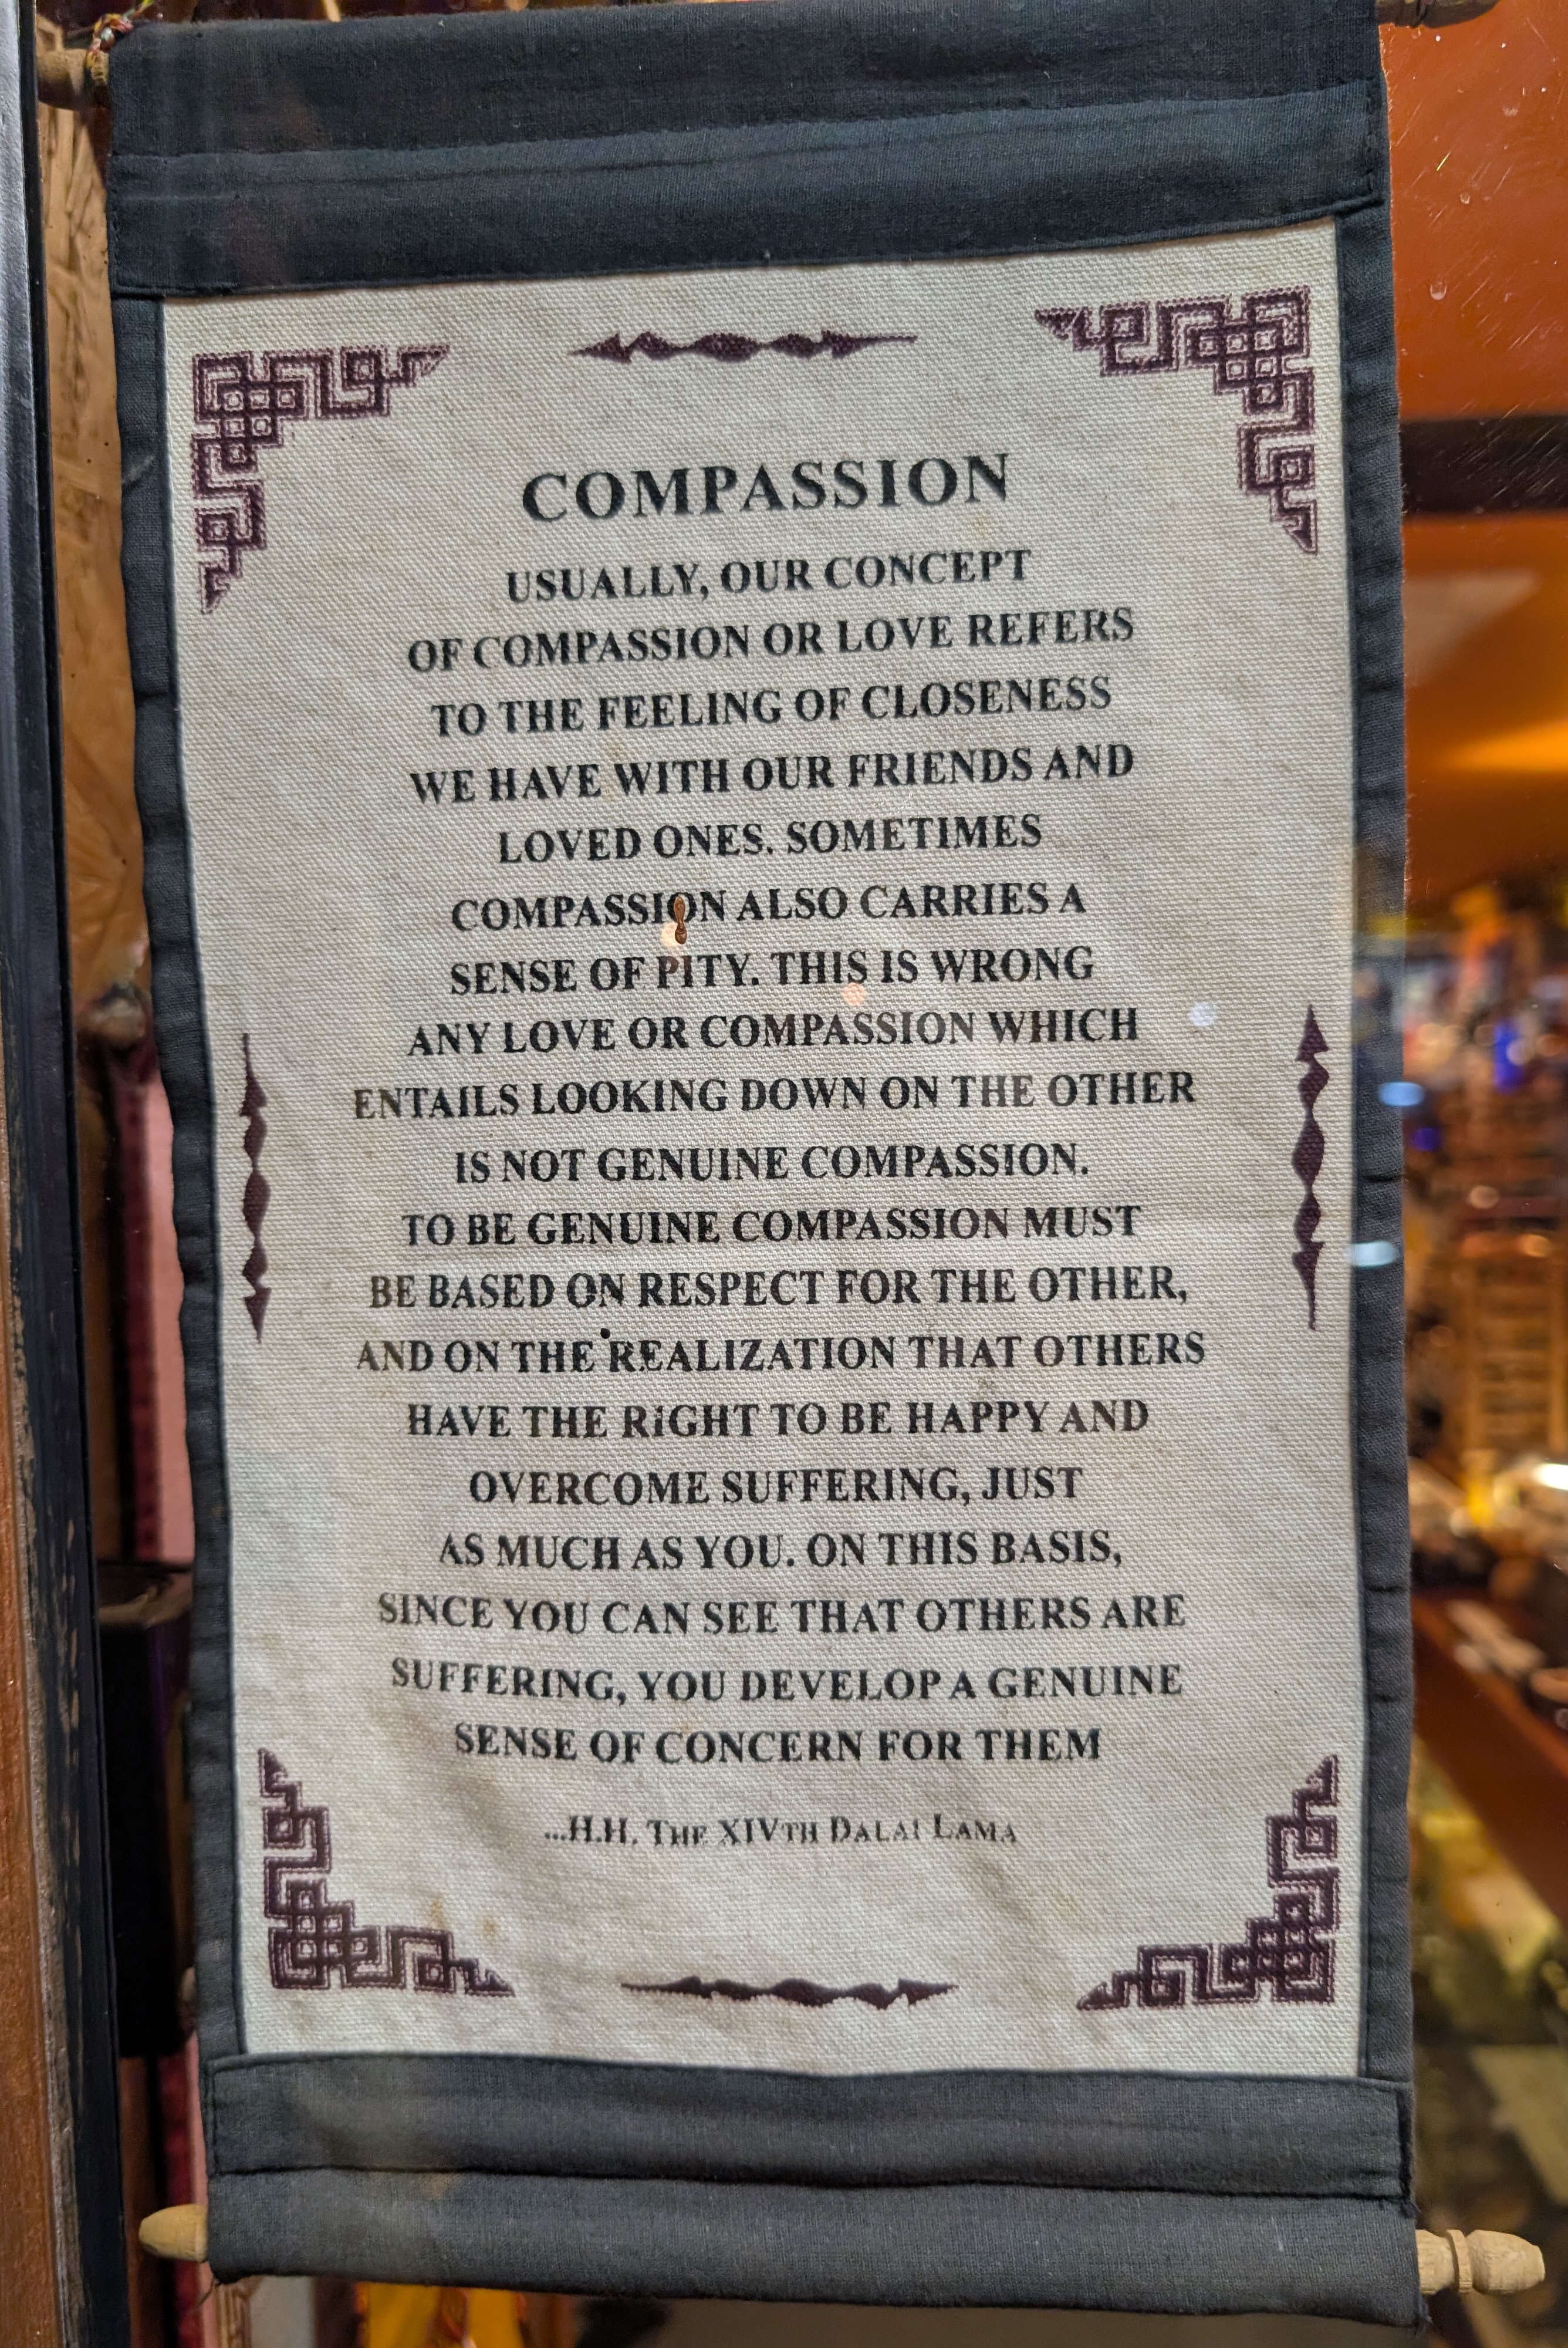 COMPASSION
USUALLY, OUR CONCEPT
OF COMPASSION OR LOVE REFERS
TO THE FEELING OF CLOSENESS
WE HAVE WITH OUR FRIENDS AND
LOVED ONES. SOMETIMES
COMPASSION ALSO CARRIES A
SENSE OF PITY. THIS IS WRONG
ANY LOVE OR COMPASSION WHICH
ENTAILS LOOKING DOWN ON THE OTHER
IS NOT GENUINE COMPASSION.
TO BE GENUINE COMPASSION MUST
BE BASED ON RESPECT FOR THE OTHER,
AND ON THE REALIZATION THAT OTHERS
HAVE THE RiGHT TO BE HAPPY AND
OVERCOME SUFFERING, JUST
AS MUCH AS YOU. ON THIS BASIS,
SINCE YOU CAN SEE THAT OTHERS ARE
SUFFERING, YOU DEVELOP A GENUINE
SENSE OF CONCERN FOR THEM
...H.H. THE XIVTH DALAI LAMA